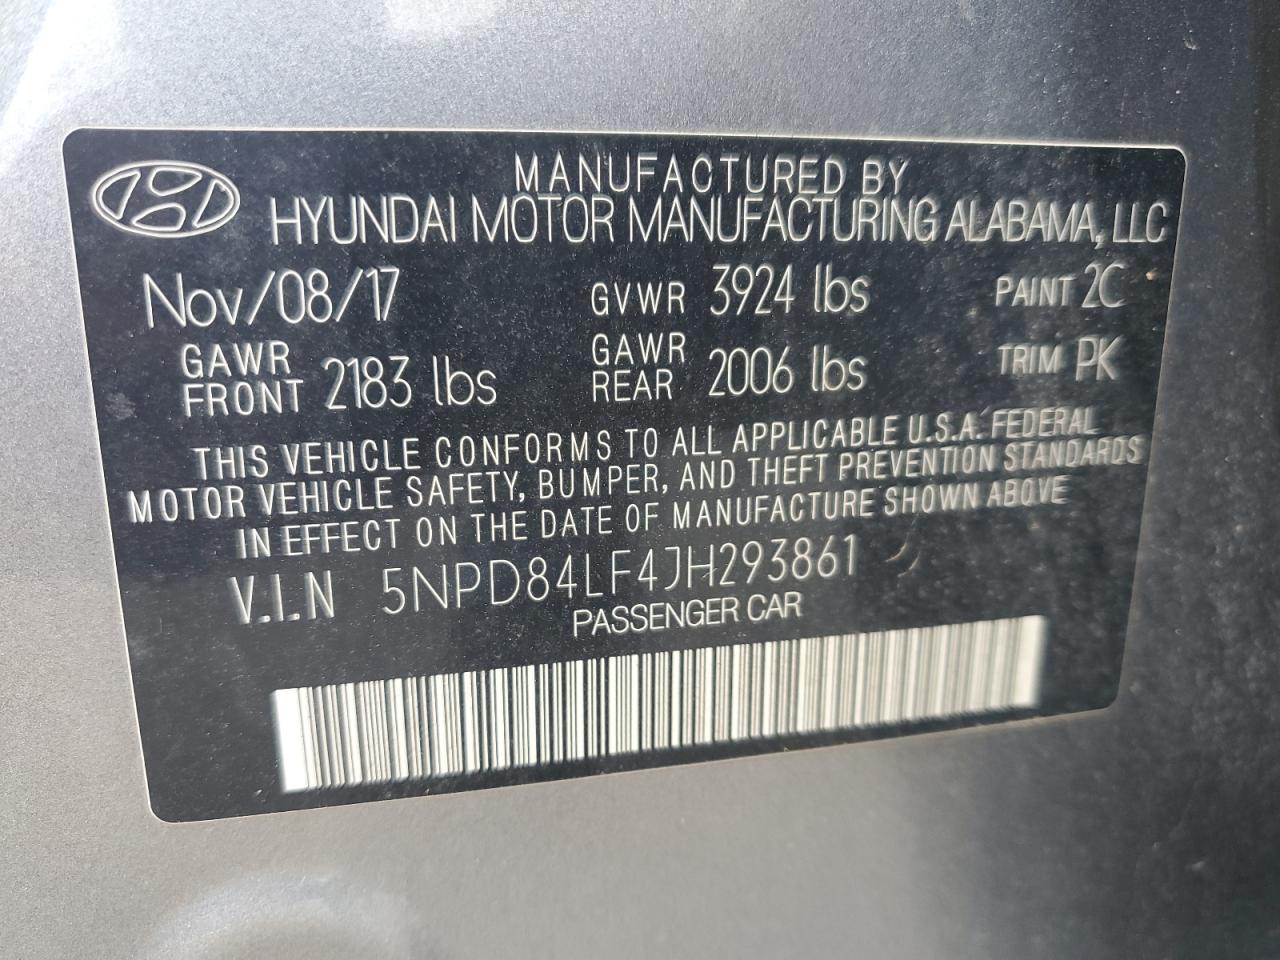 MANUFACTURED BY
HYUNDAI MOTOR MANUFACTURING ALABAMA, LLC
Nov/08/17 GVWR 3924 lbs PAINT 2C
GAWR FRONT 2183 lbs GAWR REAR 2006 lbs TRIM PK
THIS VEHICLE CONFORMS TO ALL APPLICABLE U.S.A. FEDERAL
MOTOR VEHICLE SAFETY, BUMPER, AND THEFT PREVENTION STANDARDS
IN EFFECT ON THE DATE OF MANUFACTURE SHOWN ABOVE
V.I.N 5NPD84LF4JH293861
PASSENGER CAR